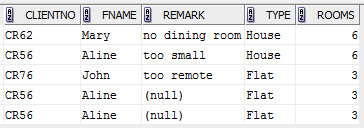 CLIENTNO FNAME REMARK TYPE ROOMS
CR62 Mary no dining room House 6
CR56 Aline too small House 6
CR76 John too remote Flat 3
CR56 Aline (null) Flat 3
CR56 Aline (null) Flat 3